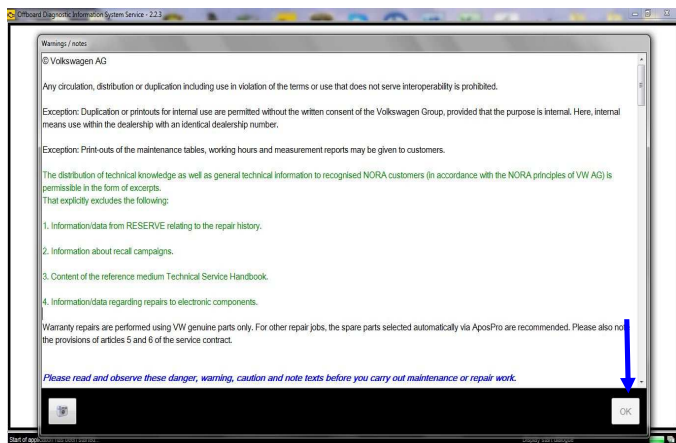 Offboard Diagnostic Information System Service - 2.2.3
Warnings / notes
© Volkswagen AG
Any circulation, distribution or duplication including use in violation of the terms or use that does not serve interoperability is prohibited.
Exception: Duplication or printouts for internal use are permitted without the written consent of the Volkswagen Group, provided that the purpose is internal. Here, internal
means use within the dealership with an identical dealership number.
Exception: Print-outs of the maintenance tables, working hours and measurement reports may be given to customers.
The distribution of technical knowledge as well as general technical information to recognised NORA customers (in accordance with the NORA principles of VW AG) is
permissible in the form of excerpts.
That explicitly excludes the following:
1. Information/data from RESERVE relating to the repair history.
2. Information about recall campaigns.
3. Content of the reference medium Technical Service Handbook.
4. Information/data regarding repairs to electronic components.
Warranty repairs are performed using VW genuine parts only. For other repair jobs, the spare parts selected automatically via AposPro are recommended. Please also not
the provisions of articles 5 and 6 of the service contract.
Please read and observe these danger, warning, caution and note texts before you carry out maintenance or repair work.
OK
Start of application has been started...